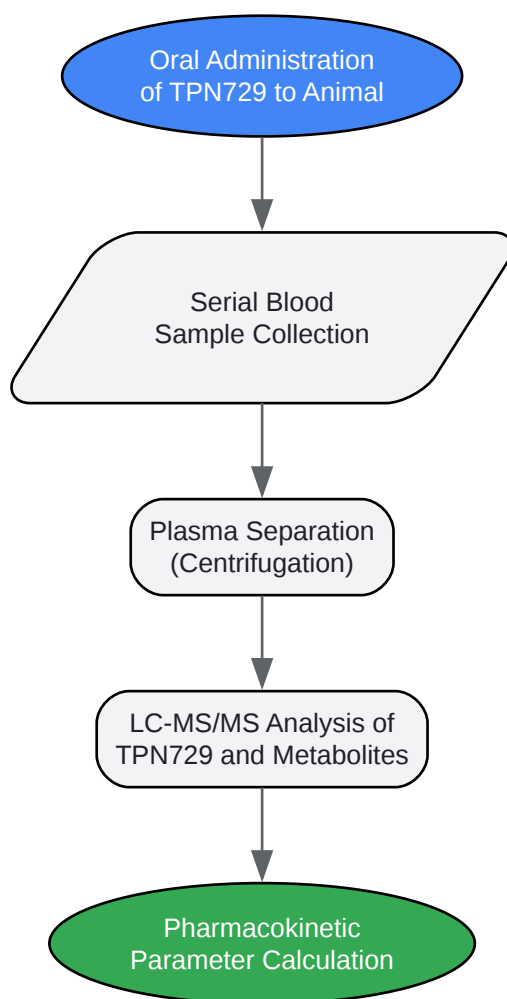 Oral Administration
of TPN729 to Animal
Serial Blood
Sample Collection
Plasma Separation
(Centrifugation)
LC-MS/MS Analysis of
TPN729 and Metabolites
Pharmacokinetic
Parameter Calculation